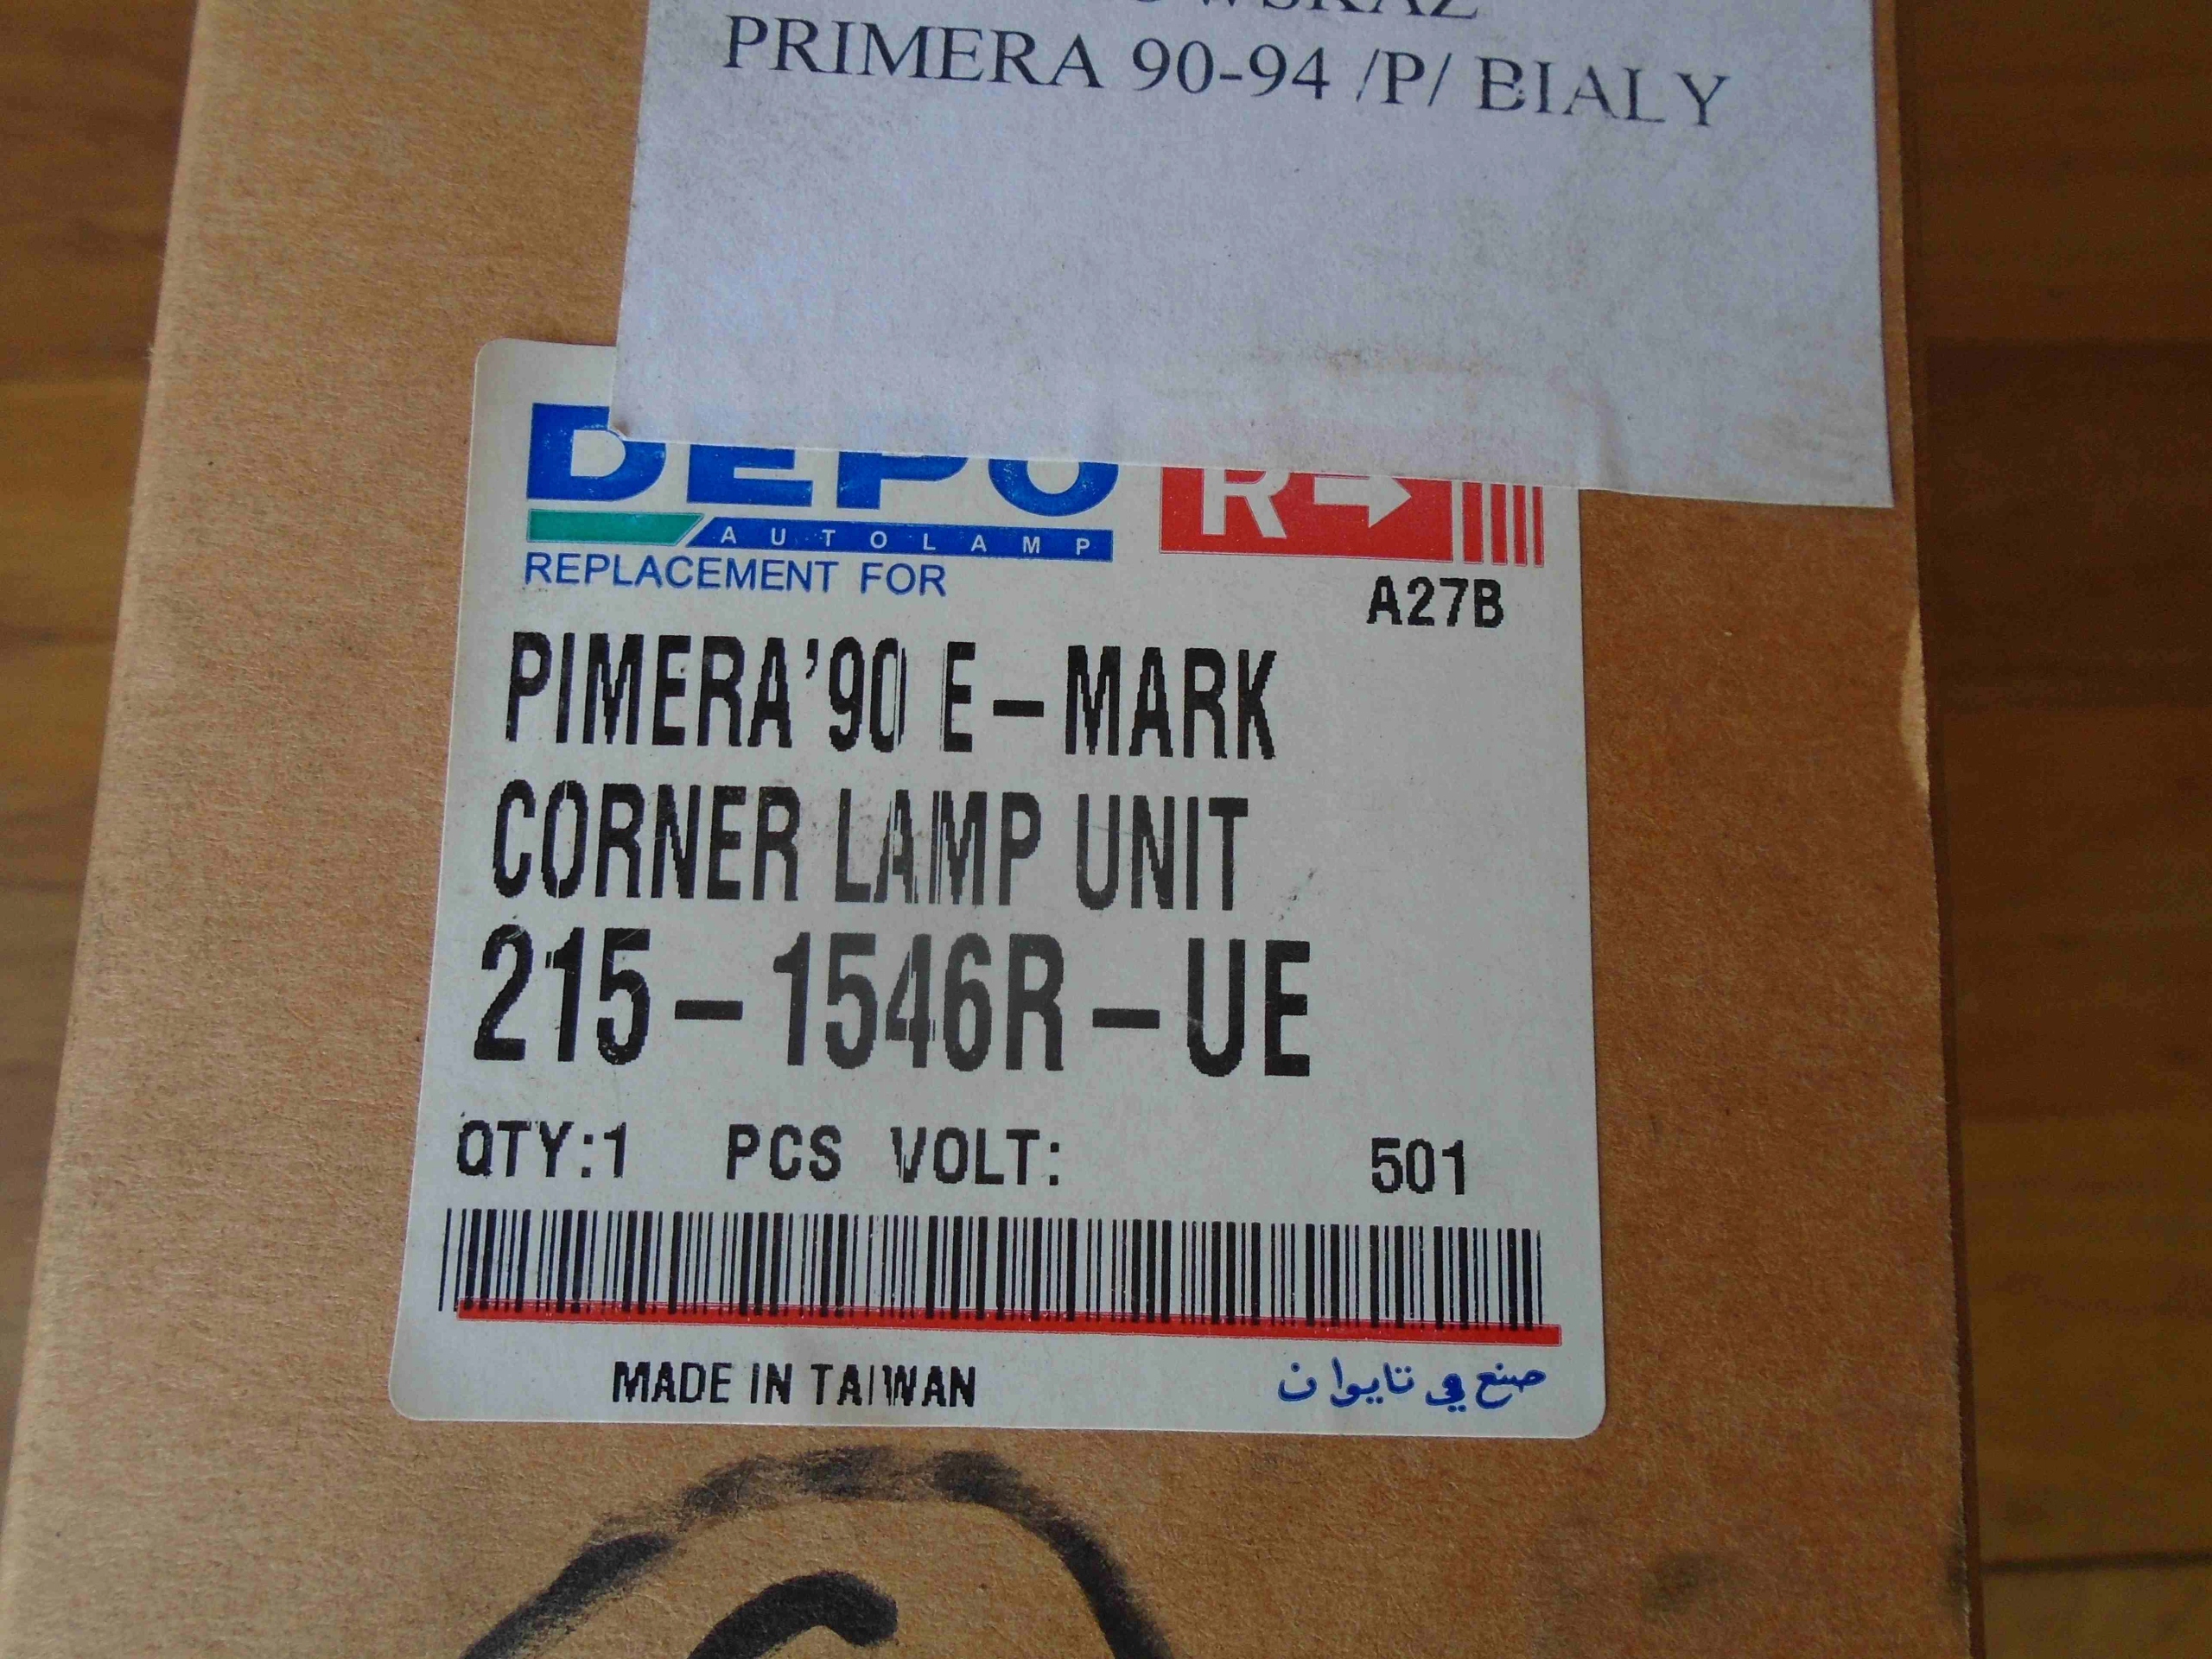 PRIMERA 90-94 /P/ BIALY
DEPO R
AUTOLAMP
REPLACEMENT FOR
A27B
PIMERA'90 E-MARK
CORNER LAMP UNIT
215-1546R-UE
QTY:1 PCS VOLT: 501
MADE IN TAIWAN صنع في تايوان